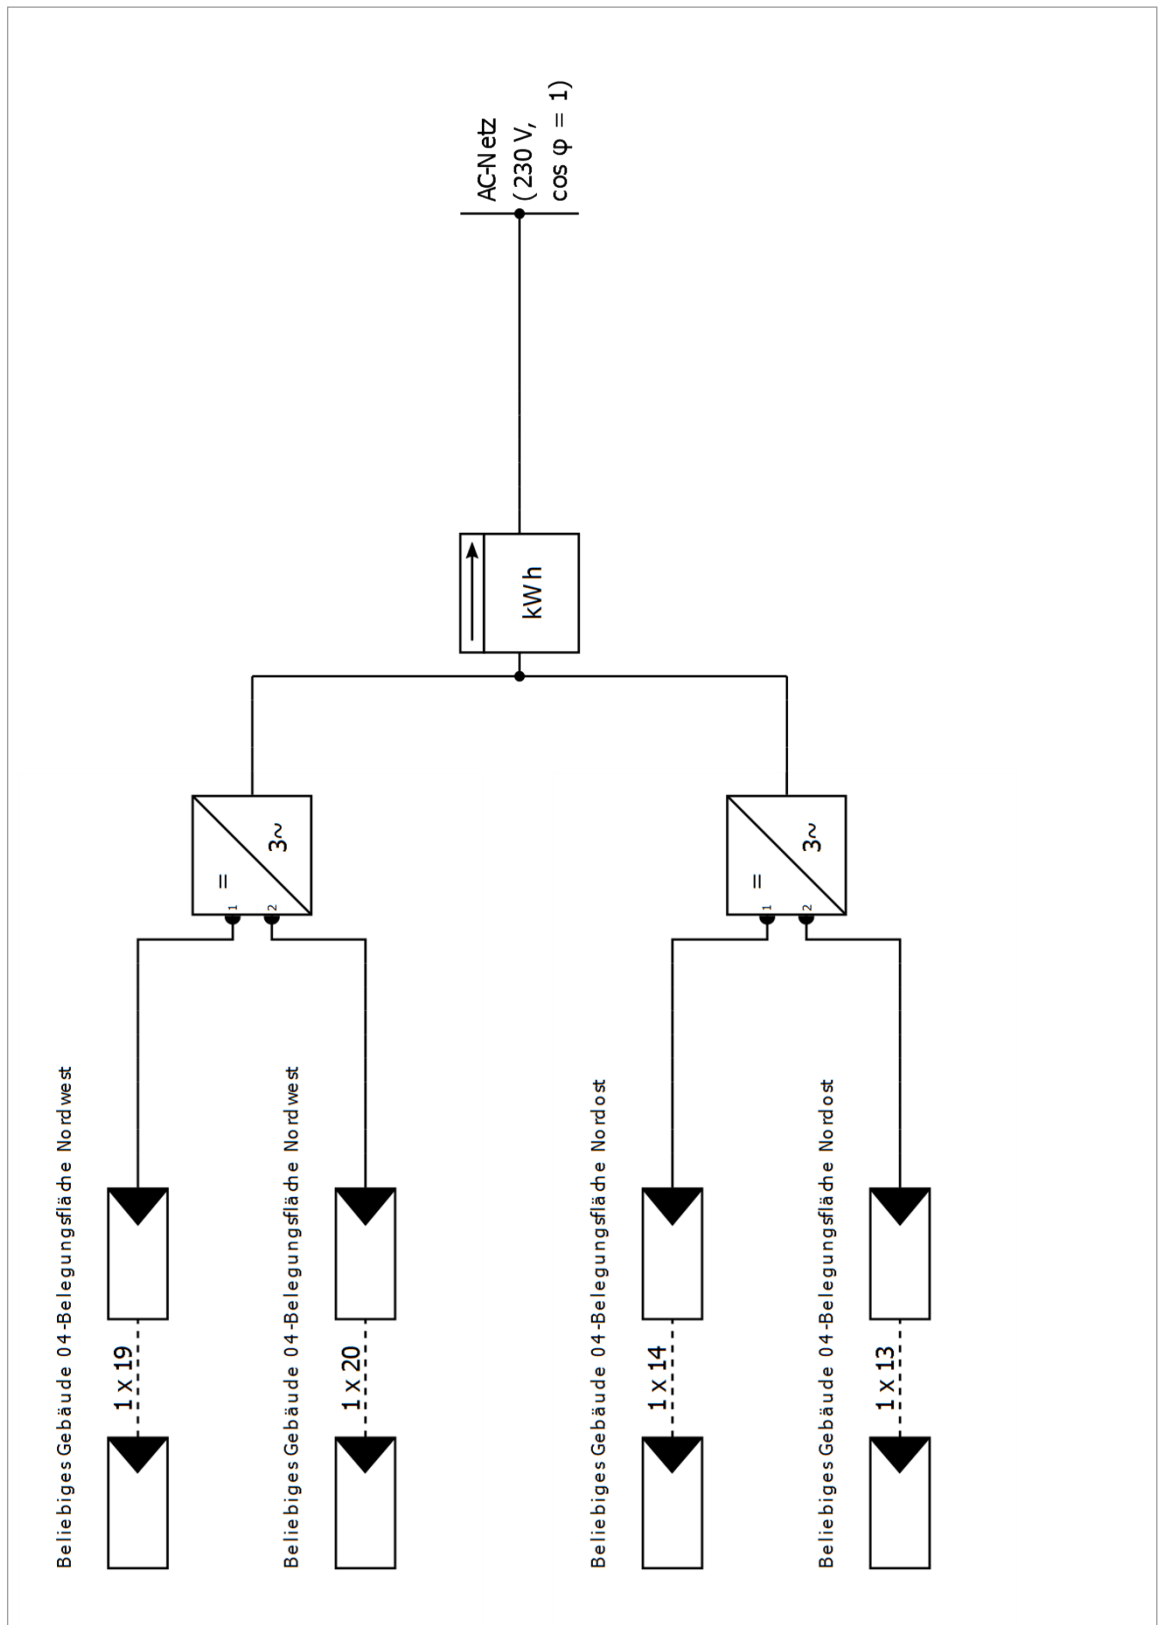 AC-Netz
(230 V,
cos φ = 1)
kWh
=
3~
1
2
=
3~
1
2
Beliebiges Gebäude 04-Belegungsfläche Nordwest
1 x 19
Beliebiges Gebäude 04-Belegungsfläche Nordwest
1 x 20
Beliebiges Gebäude 04-Belegungsfläche Nordost
1 x 14
Beliebiges Gebäude 04-Belegungsfläche Nordost
1 x 13